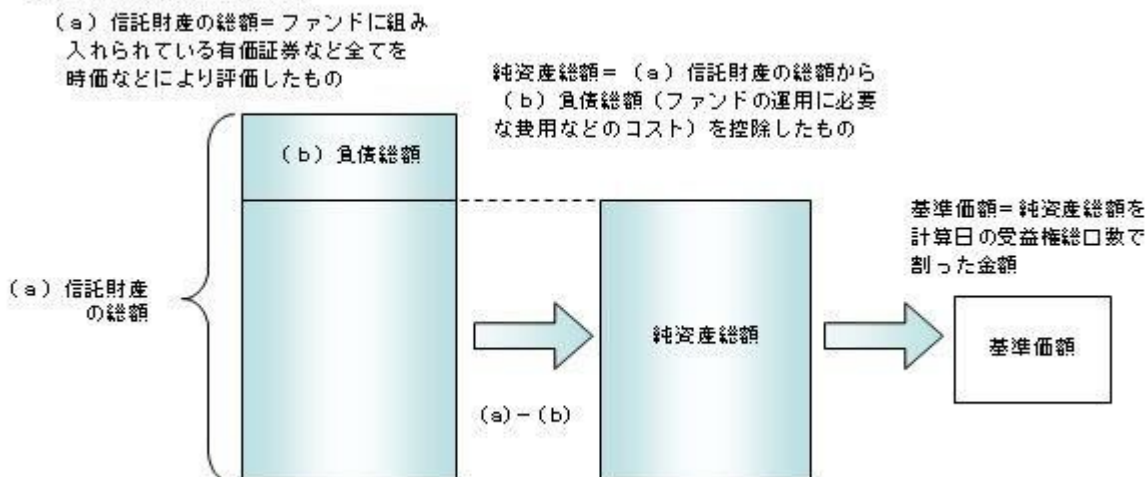 (a) 信託財産の総額=ファンドに組み
入れられている有価証券など全てを
時価などにより評価したもの
純資産総額=(a)信託財産の総額から
(b)負債総額(ファンドの運用に必要
な費用などのコスト)を控除したもの
(b)負債総額
基準価額=純資産総額を
計算日の受益権総口数で
割った金額
(a)信託財産
の総額
純資産総額
基準価額
(a)-(b)